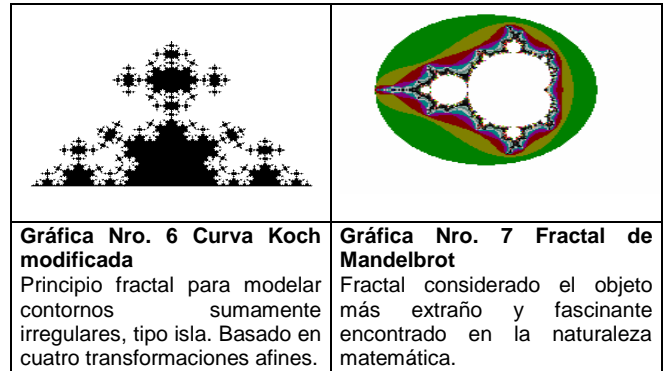 Gráfica Nro. 6 Curva Koch
modificada
Principio fractal para modelar
contornos sumamente
irregulares, tipo isla. Basado en
cuatro transformaciones afines.
Gráfica Nro. 7 Fractal de
Mandelbrot
Fractal considerado el objeto
más extraño y fascinante
encontrado en la naturaleza
matemática.